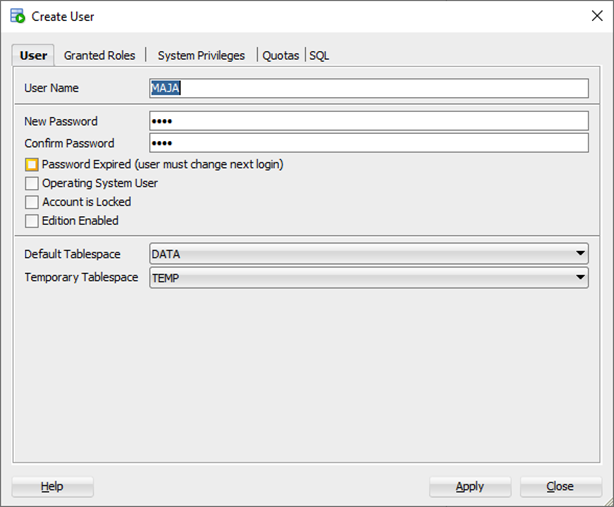 Create User
User Granted Roles System Privileges Quotas SQL
User Name MAJA
New Password ••••
Confirm Password ••••
Password Expired (user must change next login)
Operating System User
Account is Locked
Edition Enabled
Default Tablespace DATA
Temporary Tablespace TEMP
Help Apply Close